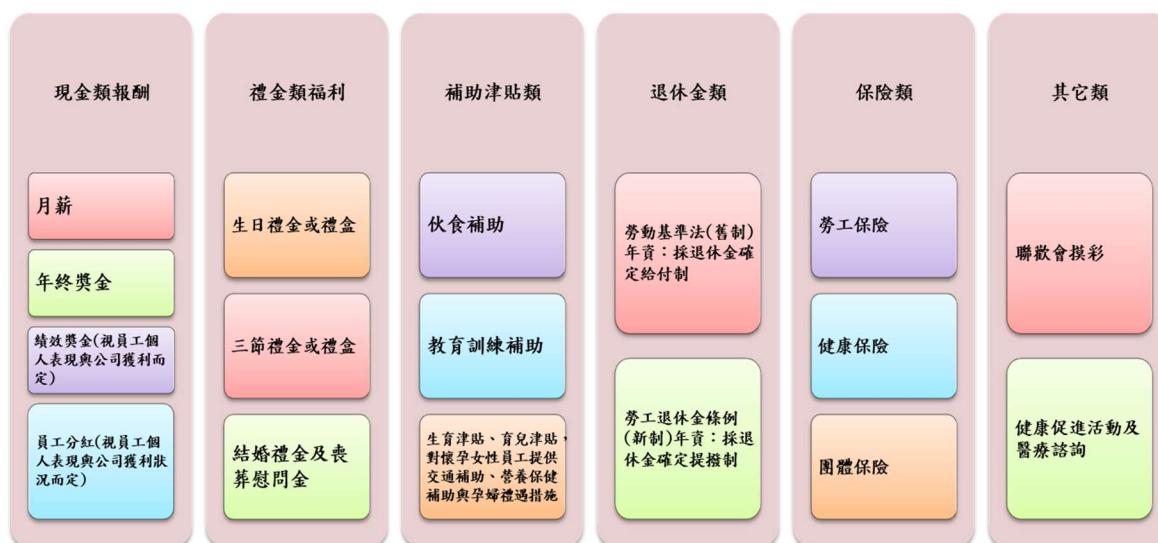 現金類報酬
月薪
年終獎金
績效獎金(視員工個
人表現與公司獲利而
定)
員工分紅(視員工個
人表現與公司獲利狀
況而定)
禮金類福利
生日禮金或禮盒
三節禮金或禮盒
結婚禮金及喪
葬慰問金
補助津貼類
伙食補助
教育訓練補助
生育津貼、育兒津貼，
對懷孕女性員工提供
交通補助、營養保健
補助與孕婦禮遇措施
退休金類
勞動基準法(舊制)
年資：採退休金確
定給付制
勞工退休金條例
(新制)年資：採退
休金確定提撥制
保險類
勞工保險
健康保險
團體保險
其它類
聯歡會摸彩
健康促進活動及
醫療諮詢